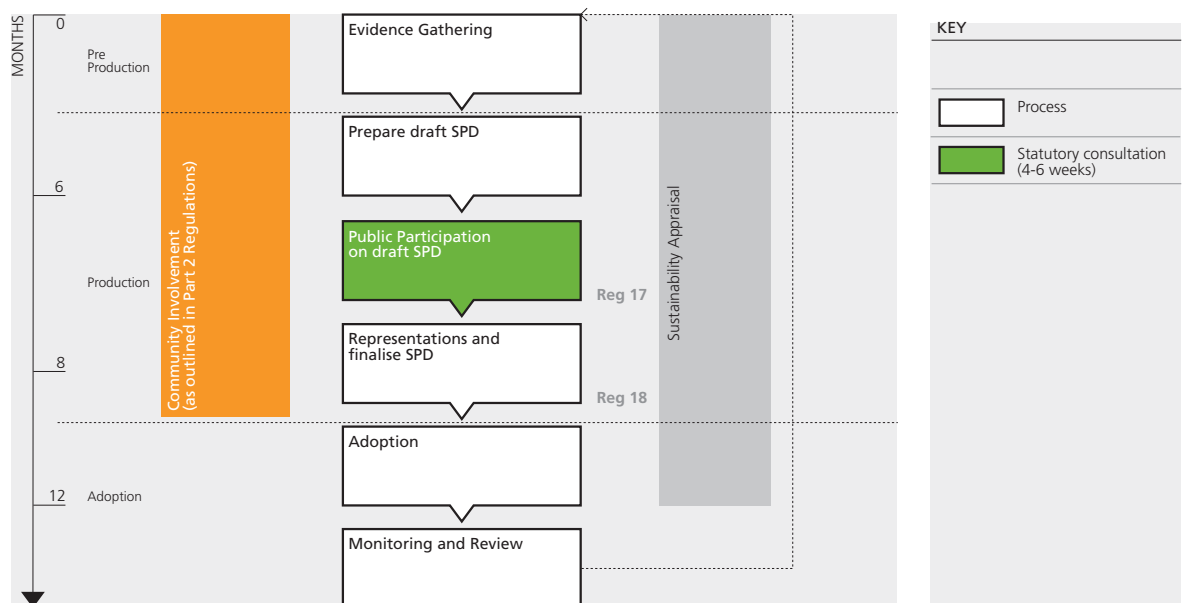 MONTHS
0
6
8
12
Pre
Production
Production
Adoption
Community Involvement
(as outlined in Part 2 Regulations)
Evidence Gathering
Prepare draft SPD
Public Participation
on draft SPD
Reg 17
Representations and
finalise SPD
Reg 18
Adoption
Monitoring and Review
Sustainability Appraisal
KEY
Process
Statutory consultation
(4-6 weeks)